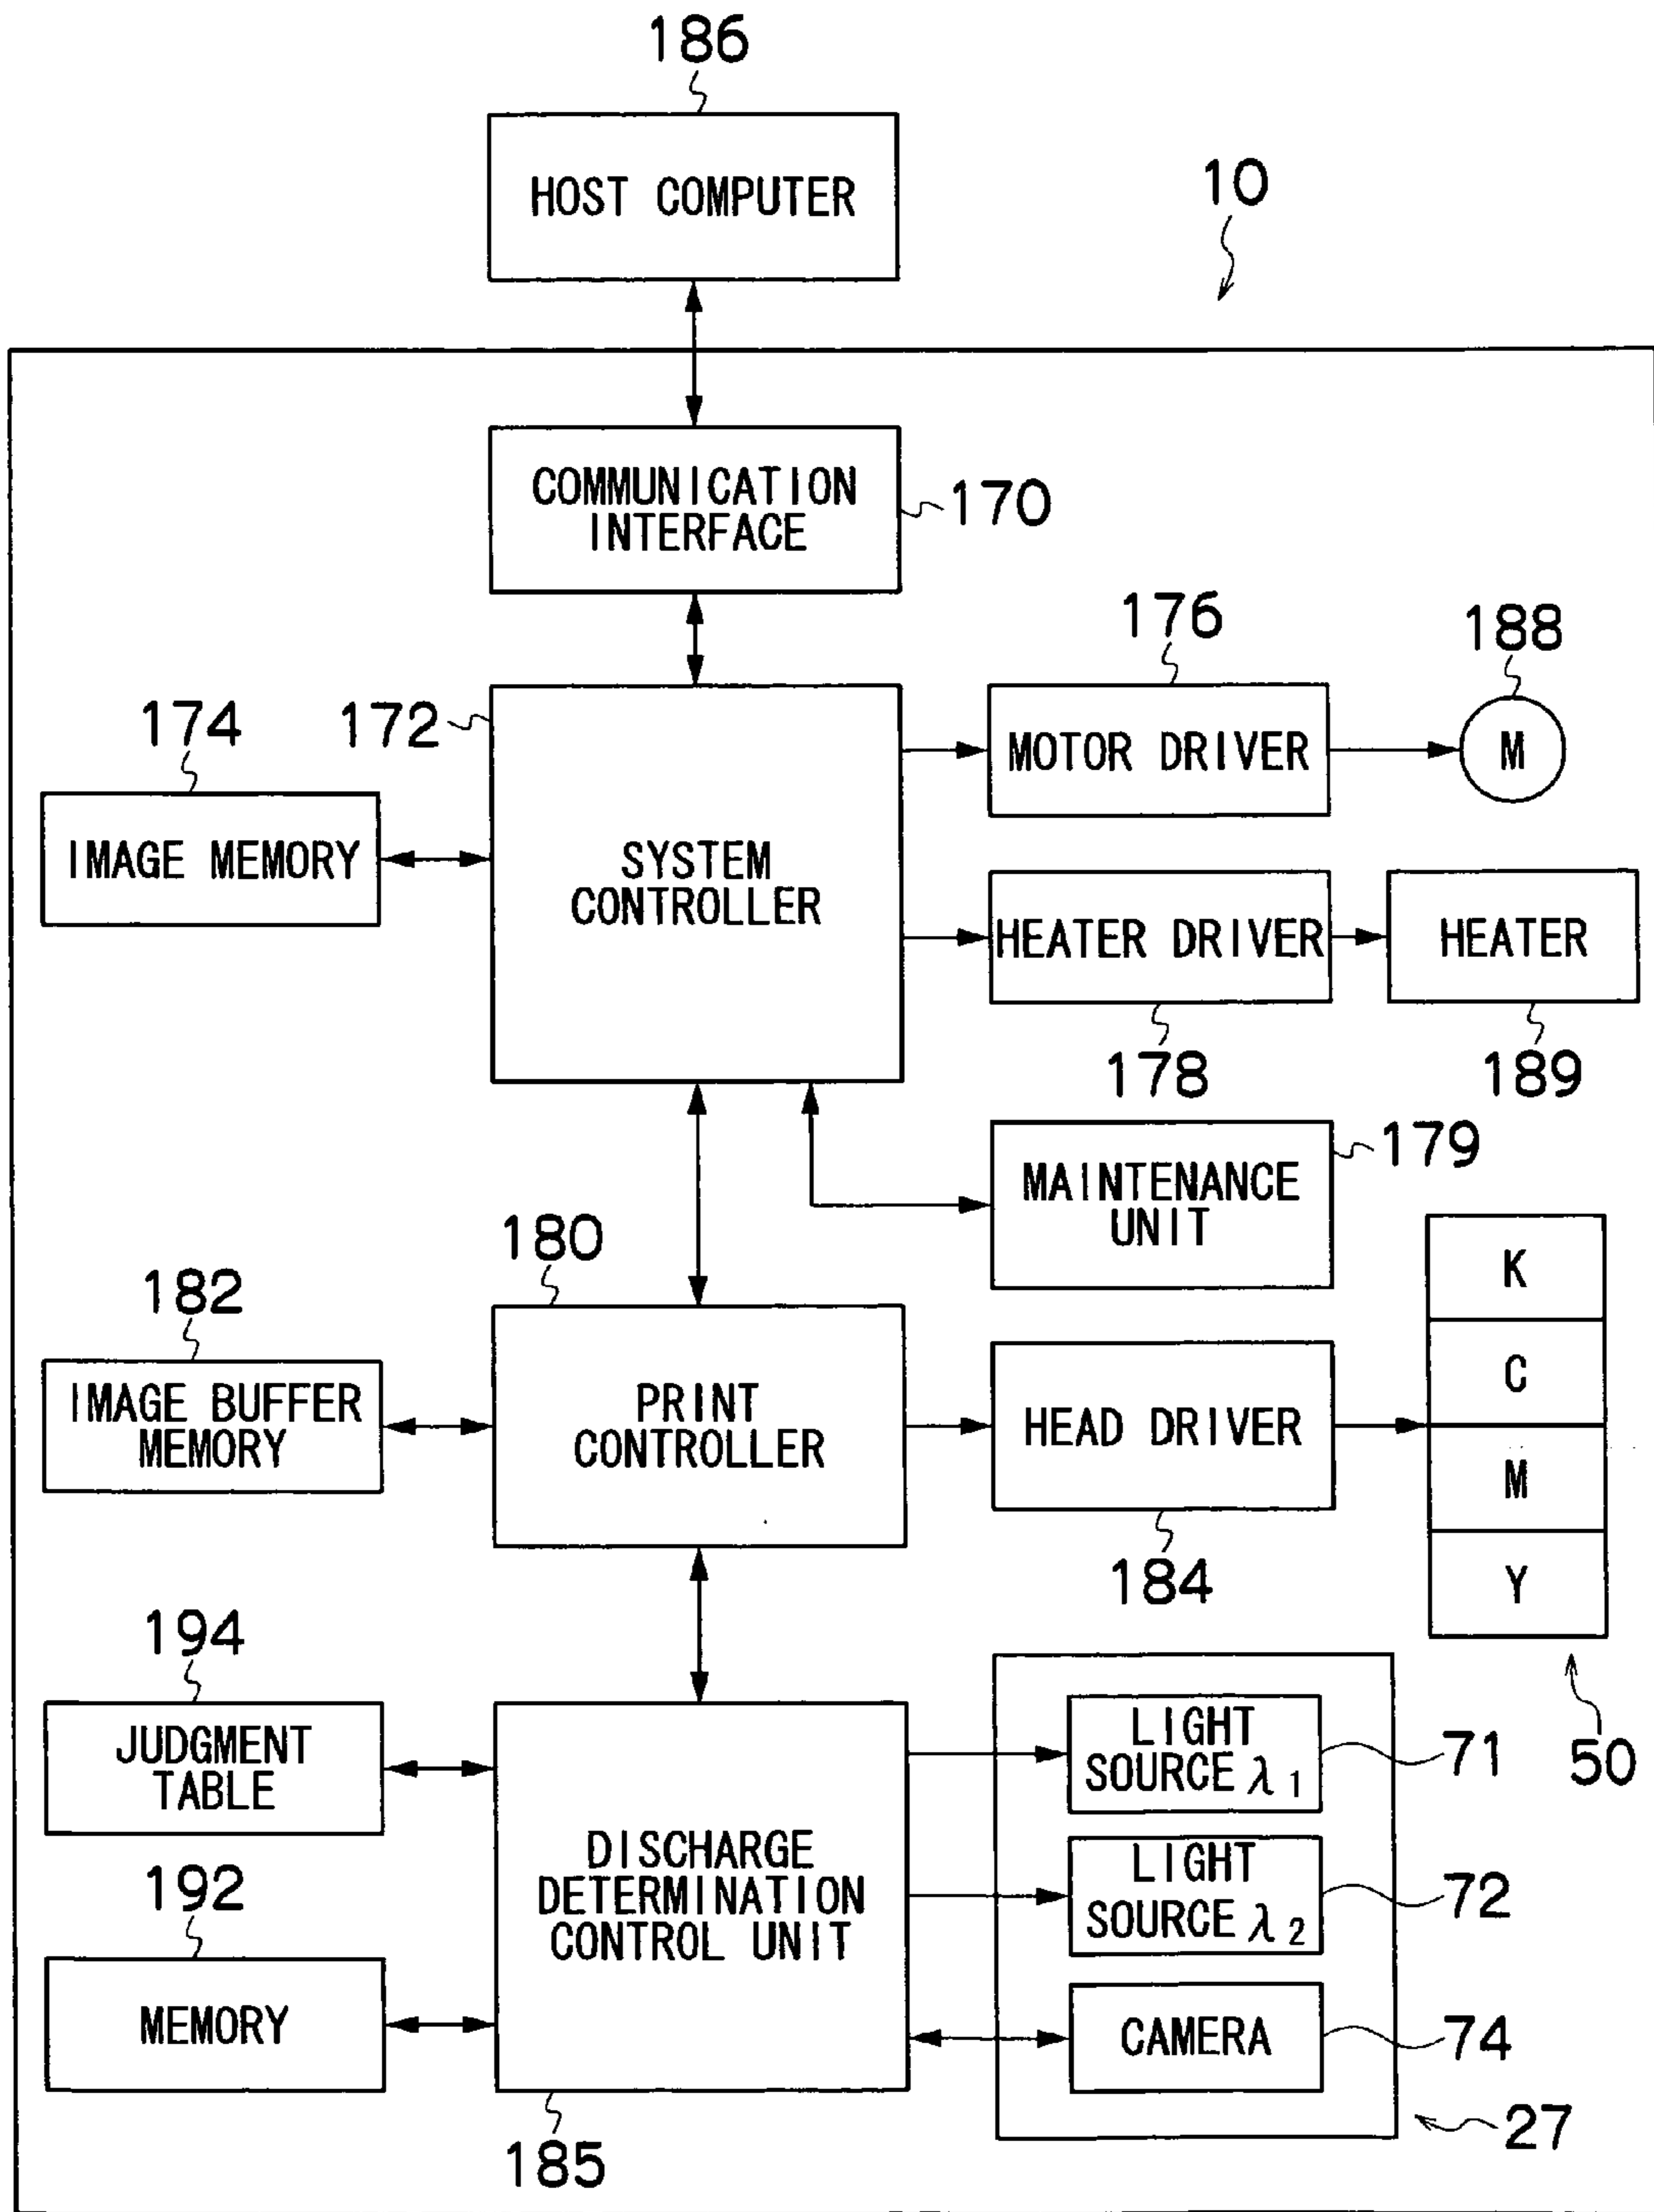 186
HOST COMPUTER
10
COMMUNICATION
INTERFACE
170
176
188
174
172
MOTOR DRIVER
M
IMAGE MEMORY
SYSTEM
CONTROLLER
HEATER DRIVER
HEATER
178
189
179
MAINTENANCE
UNIT
180
K
182
C
IMAGE BUFFER
MEMORY
PRINT
CONTROLLER
HEAD DRIVER
M
184
Y
194
50
JUDGMENT
TABLE
LIGHT
SOURCE λ1
71
DISCHARGE
DETERMINATION
CONTROL UNIT
LIGHT
SOURCE λ2
72
192
MEMORY
CAMERA
74
27
185